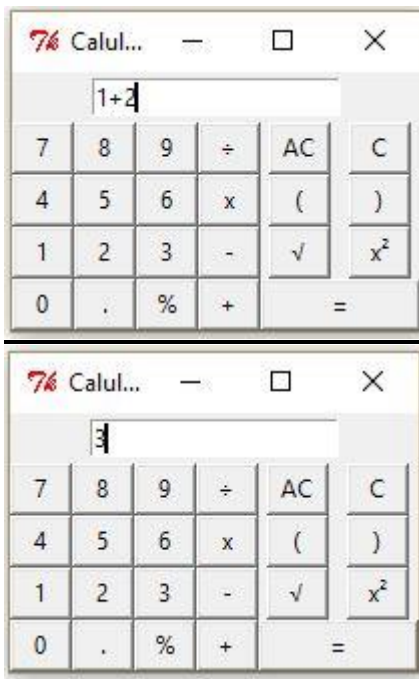 Calul...
1+2
7 8 9 ÷ AC C
4 5 6 x ( )
1 2 3 - √ x²
0 . % + =
Calul...
3
7 8 9 ÷ AC C
4 5 6 x ( )
1 2 3 - √ x²
0 . % + =